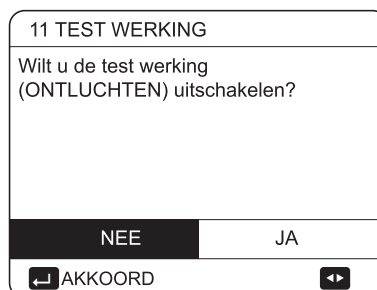 11 TEST WERKING
Wilt u de test werking
(ONTLUCHTEN) uitschakelen?
NEE JA
AKKOORD